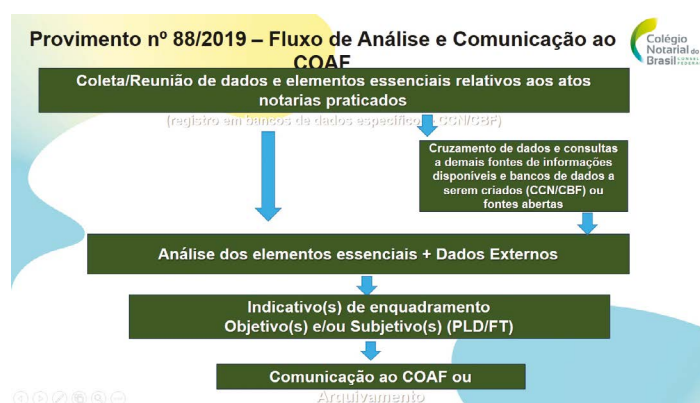 Provimento nº 88/2019 – Fluxo de Análise e Comunicação ao
COAF
Colégio
Notarial do
Brasil
Coleta/Reunião de dados e elementos essenciais relativos aos atos
notarias praticados
(registro em bancos de dados específico CCN/CBF)
Cruzamento de dados e consultas
a demais fontes de informações
disponíveis e bancos de dados a
serem criados (CCN/CBF) ou
fontes abertas
Análise dos elementos essenciais + Dados Externos
Indicativo(s) de enquadramento
Objetivo(s) e/ou Subjetivo(s) (PLD/FT)
Comunicação ao COAF ou
Arquivamento